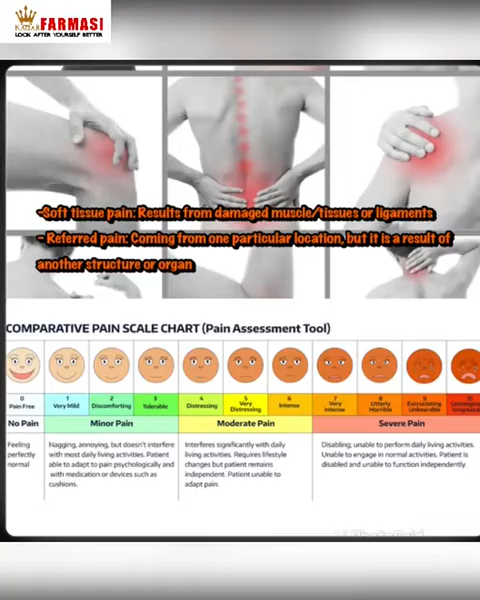 FARMASI
LOOK AFTER YOURSELF BETTER
-Soft tissue pain: Results from damaged muscle/tissues or ligaments
- Referred pain: Coming from one particular location, but it is a result of
another structure or organ
COMPARATIVE PAIN SCALE CHART (Pain Assessment Tool)
0 1 2 3 4 5 6 7 8 9 10
Pain Free Very Mild Discomforting Tolerable Distressing Very Distressing Intense Very Intense Utterly Horrible Excruciating Unbearable
No Pain Minor Pain Moderate Pain Severe Pain
Feeling perfectly normal
Nagging, annoying, but doesn't interfere
with most daily living activities. Patient
able to adapt to pain psychologically and
with medication or devices such as
cushions.
Interferes significantly with daily
living activities. Requires lifestyle
changes but patient remains
independent. Patient unable to
adapt pain.
Disabling; unable to perform daily living activities.
Unable to engage in normal activities. Patient is
disabled and unable to function independently.